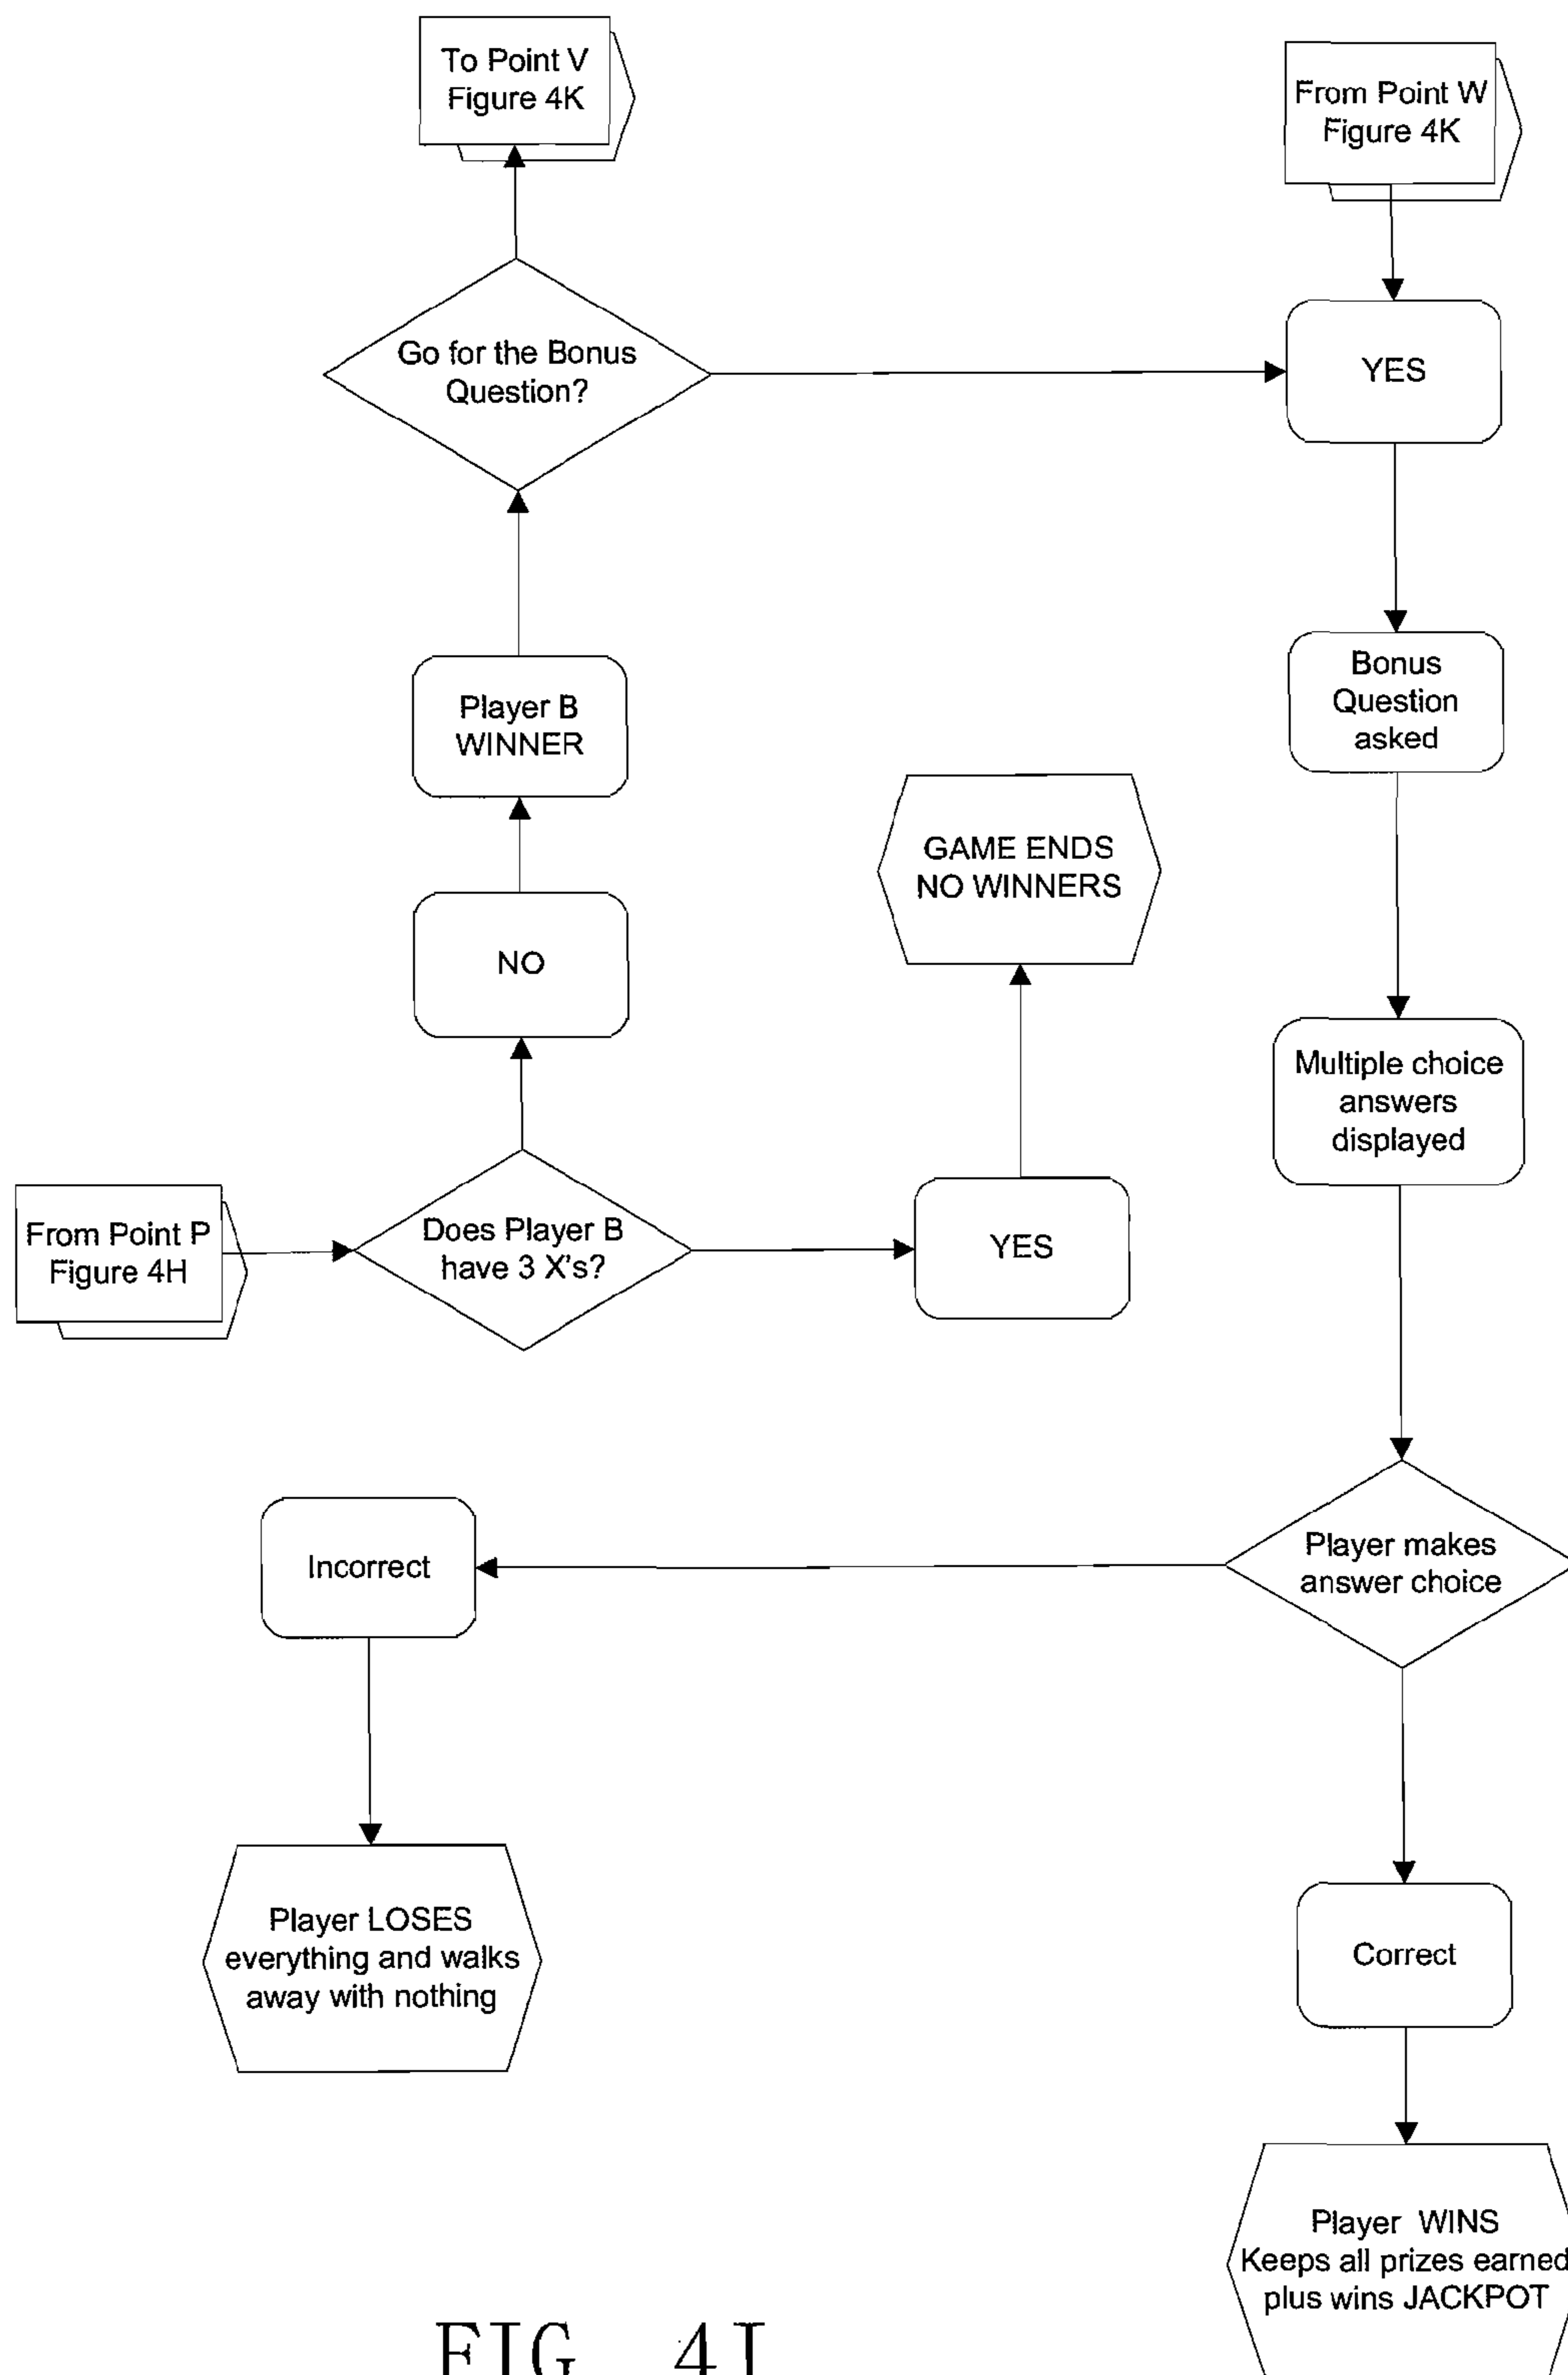 To Point V
Figure 4K
From Point W
Figure 4K
Go for the Bonus
Question?
YES
Player B
WINNER
Bonus
Question
asked
GAME ENDS
NO WINNERS
NO
Multiple choice
answers
displayed
From Point P
Figure 4H
Does Player B
have 3 X's?
YES
Incorrect
Player makes
answer choice
Player LOSES
everything and walks
away with nothing
Correct
Player WINS
Keeps all prizes earned
plus wins JACKPOT